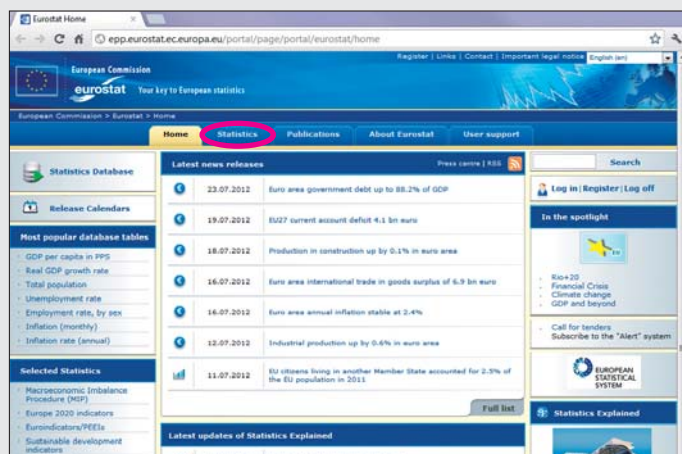 Eurostat Home
epp.eurostat.ec.europa.eu/portal/page/portal/eurostat/home
Register | Links | Contact | Important legal notice English (en)
European Commission
eurostat Your key to European statistics
European Commission > Eurostat > Home
Home Statistics Publications About Eurostat User support
Statistics Database
Release Calendars
Most popular database tables
GDP per capita in PPS
Real GDP growth rate
Total population
Unemployment rate
Employment rate, by sex
Inflation (monthly)
Inflation rate (annual)
Selected Statistics
Macroeconomic Imbalance
Procedure (MIP)
Europe 2020 indicators
Euroindicators/PEEIs
Sustainable development
indicators
Latest news releases Press centre | RSS
23.07.2012 Euro area government debt up to 88.2% of GDP
19.07.2012 EU27 current account deficit 4.1 bn euro
18.07.2012 Production in construction up by 0.1% in euro area
16.07.2012 Euro area international trade in goods surplus of 6.9 bn euro
16.07.2012 Euro area annual inflation stable at 2.4%
12.07.2012 Industrial production up by 0.6% in euro area
11.07.2012 EU citizens living in another Member State accounted for 2.5% of
the EU population in 2011
Full list
Latest updates of Statistics Explained
Search
Log in | Register | Log off
In the spotlight
Rio+20
Financial Crisis
Climate change
GDP and beyond
Call for tenders
Subscribe to the "Alert" system
EUROPEAN
STATISTICAL
SYSTEM
Statistics Explained